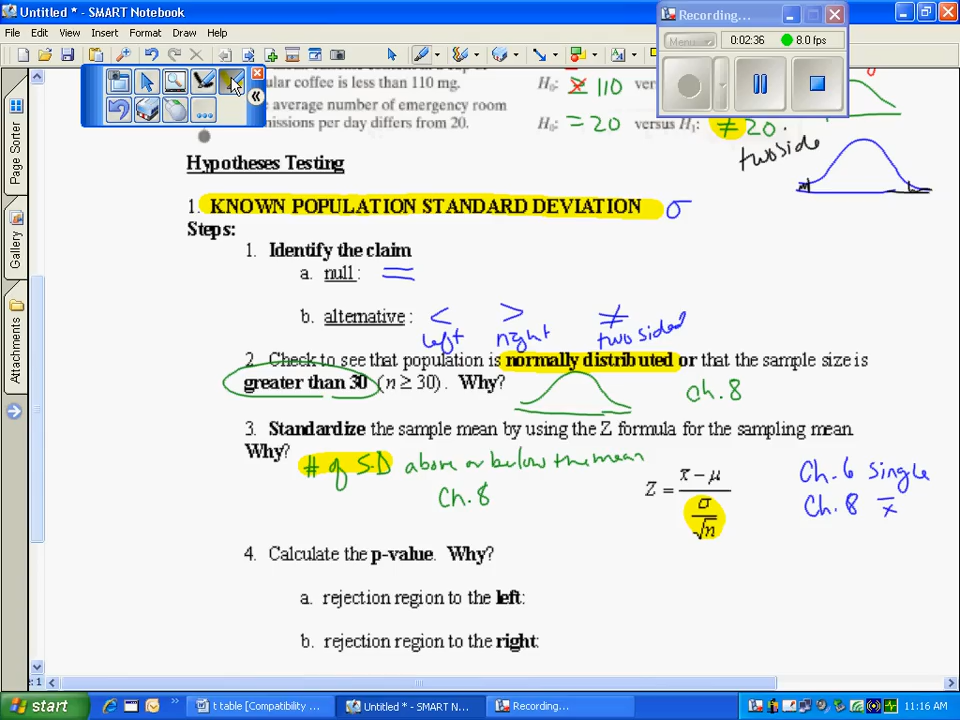 Untitled * - SMART Notebook
File Edit View Insert Format Draw Help
Recording...
Menu
0:02:36 8.0 fps
Page Sorter
Gallery
Attachments
ular coffee is less than 110 mg.
H₀: 110
average number of emergency room
missions per day differs from 20.
H₀: = 20 versus H₁: ≠ 20.
two side
Hypotheses Testing
1. KNOWN POPULATION STANDARD DEVIATION σ
Steps:
1. Identify the claim
a. null: =
b. alternative: < > ≠
left right two sided
2. Check to see that population is normally distributed or that the sample size is
greater than 30 (n ≥ 30). Why? ch. 8
3. Standardize the sample mean by using the Z formula for the sampling mean
Why?
# of S.D above or below the mean
Ch. 8
Z = (x̄ − μ) / (σ / √n)
Ch. 6 single
Ch. 8 x̄
4. Calculate the p-value. Why?
a. rejection region to the left:
b. rejection region to the right:
start
t table [Compatibility ...
Untitled * - SMART N...
Recording...
11:16 AM